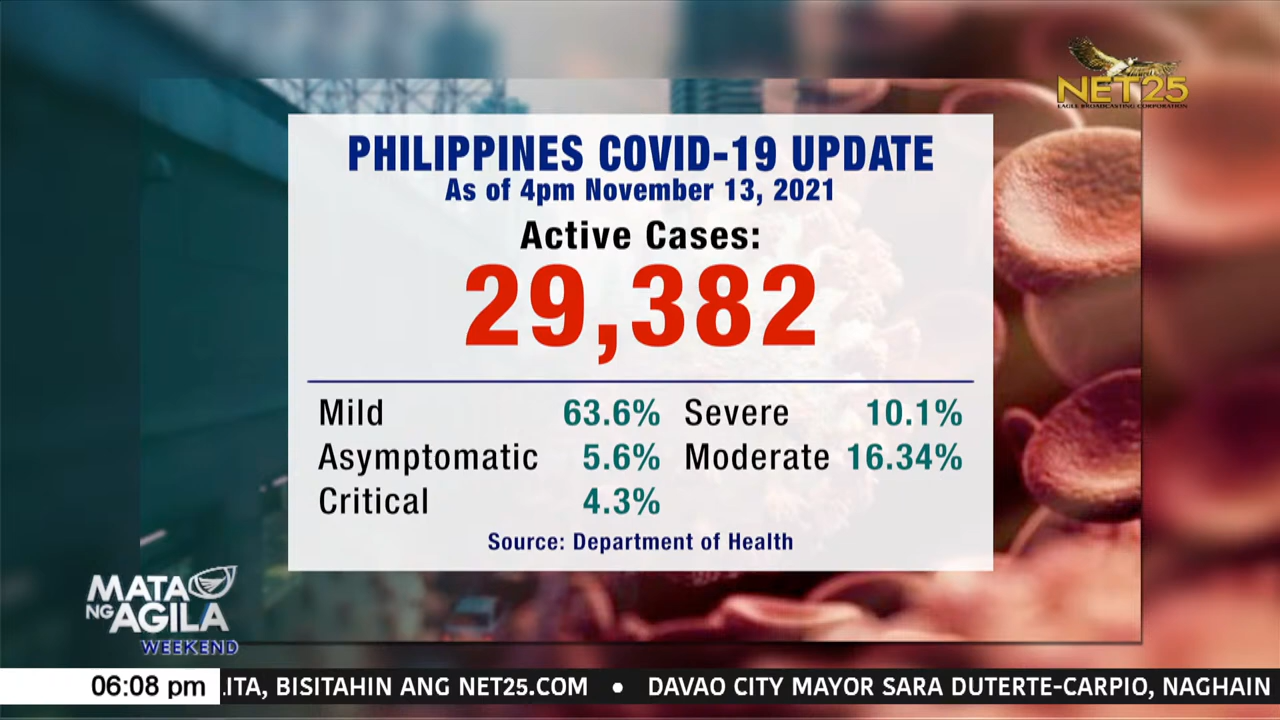 NET25
EAGLE BROADCASTING CORPORATION
PHILIPPINES COVID-19 UPDATE
As of 4pm November 13, 2021
Active Cases:
29,382
Mild 63.6% Severe 10.1%
Asymptomatic 5.6% Moderate 16.34%
Critical 4.3%
Source: Department of Health
MATA
NG AGILA
WEEKEND
06:08 pm .ITA, BISITAHIN ANG NET25.COM • DAVAO CITY MAYOR SARA DUTERTE-CARPIO, NAGHAIN